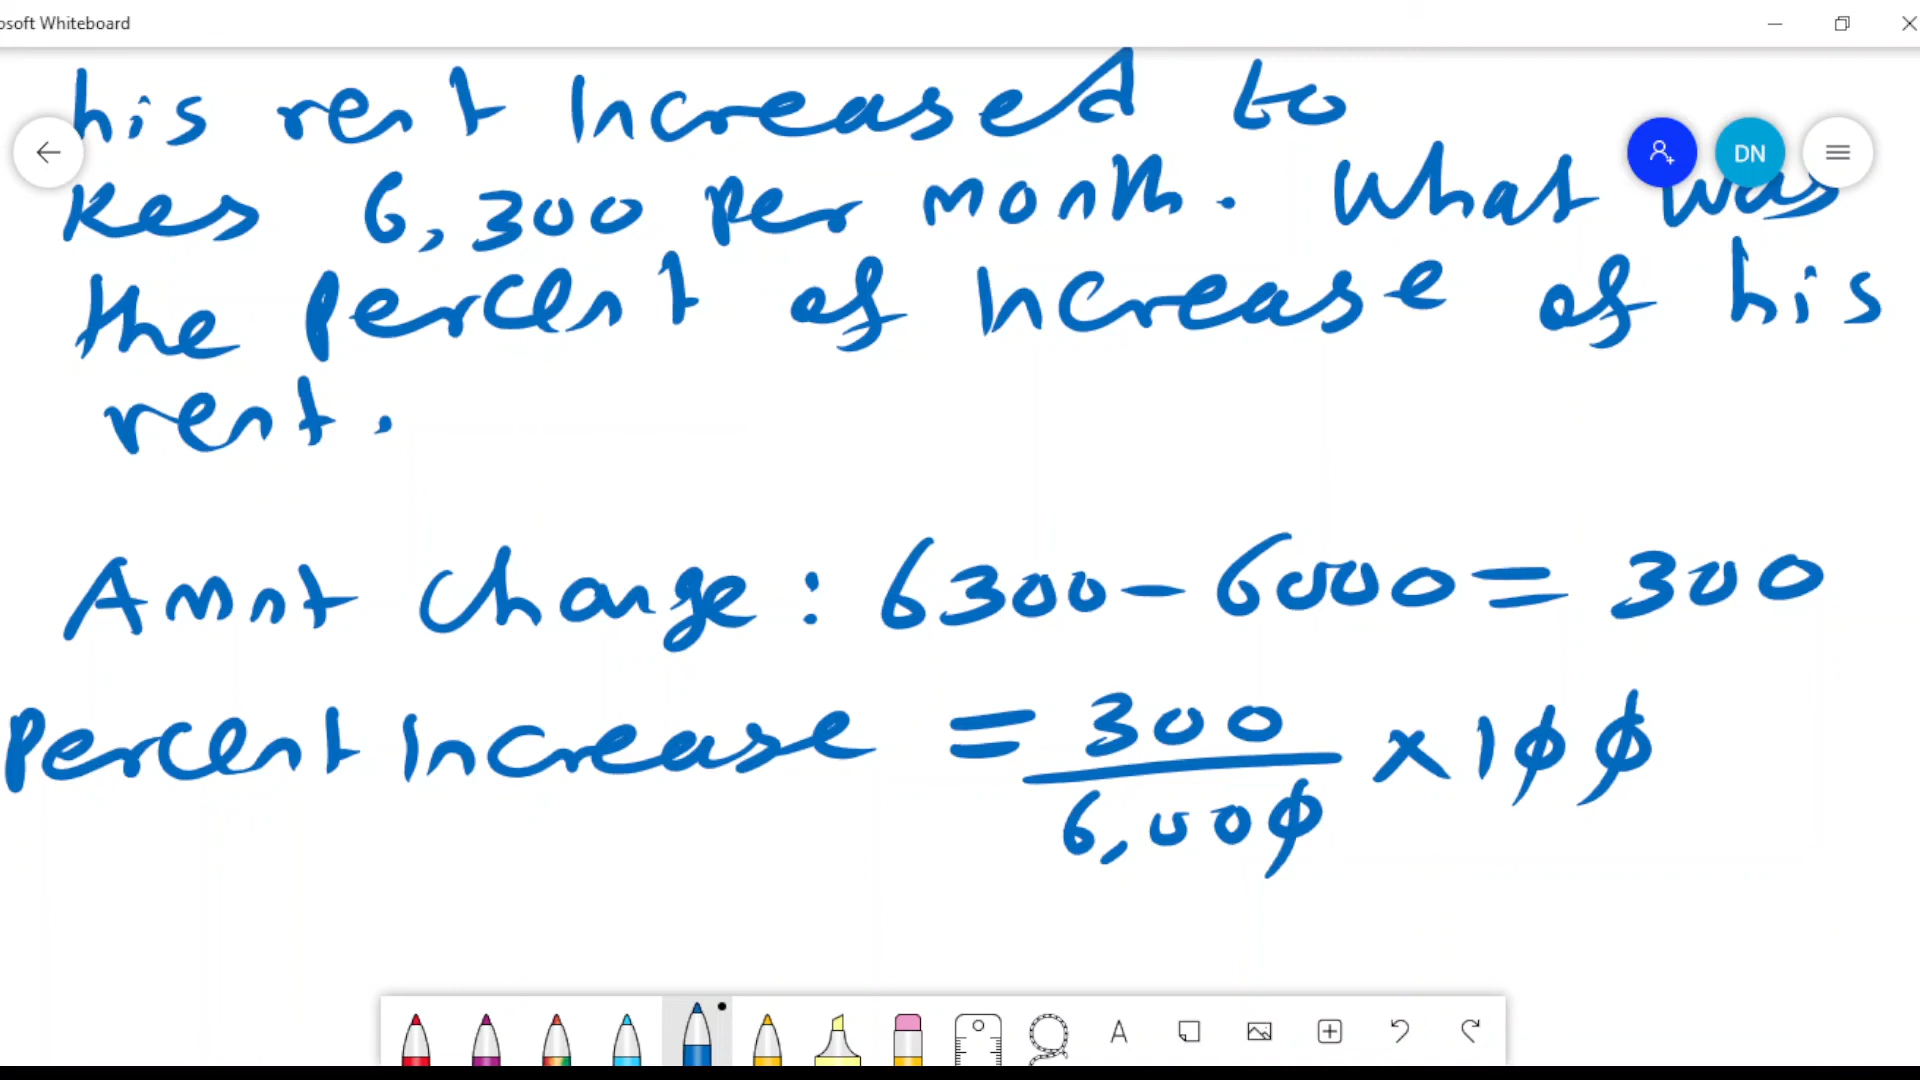 osoft Whiteboard
his rent increased to
Kes 6,300 per month. What was
the percent of increase of his
rent.
DN
Amnt change: 6300 - 6000 = 300
Percent increase = 300
6,000
× 100
A